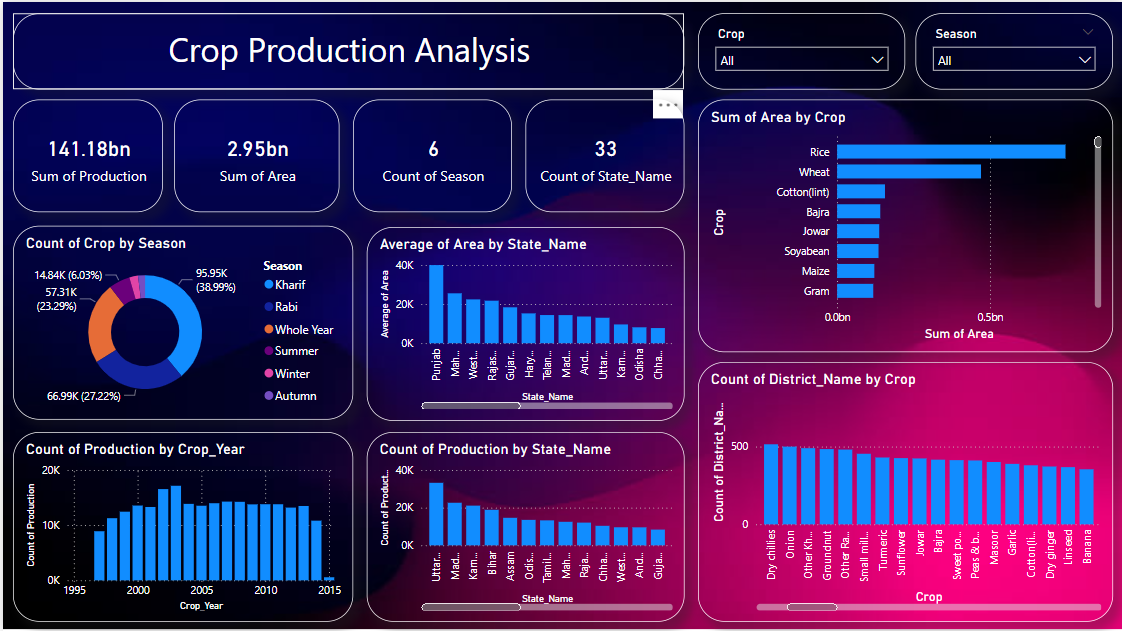 Crop Production Analysis
Crop
All
Season
All
141.18bn
Sum of Production
2.95bn
Sum of Area
6
Count of Season
33
Count of State_Name
Sum of Area by Crop
Crop
Rice
Wheat
Cotton(lint)
Bajra
Jowar
Soyabean
Maize
Gram
0.0bn
0.5bn
Sum of Area
Count of Crop by Season
95.95K
(38.99%)
66.99K (27.22%)
57.31K
(23.29%)
14.84K (6.03%)
Season
Kharif
Rabi
Whole Year
Summer
Winter
Autumn
Average of Area by State_Name
Average of Area
40K
20K
0K
Punjab
Mah...
West...
Rajas...
Gujar...
Hary...
Telan...
Mad...
And...
Uttar...
Karn...
Odisha
Chha...
State_Name
Count of District_Name by Crop
Count of District_Na...
500
0
Dry chillies
Onion
Other Kh...
Groundnut
Other Ra...
Small mill...
Turmeric
Sunflower
Jowar
Bajra
Sweet po...
Peas & b...
Masoor
Garlic
Cotton(li...
Dry ginger
Linseed
Banana
Crop
Count of Production by Crop_Year
Count of Production
20K
10K
0K
1995
2000
2005
2010
2015
Crop_Year
Count of Production by State_Name
Count of Product...
40K
20K
0K
Uttar...
Mad...
Karn...
Bihar
Assam
Odis...
Tamil...
Mah...
Raja...
Chha...
West...
And...
Guja...
State_Name